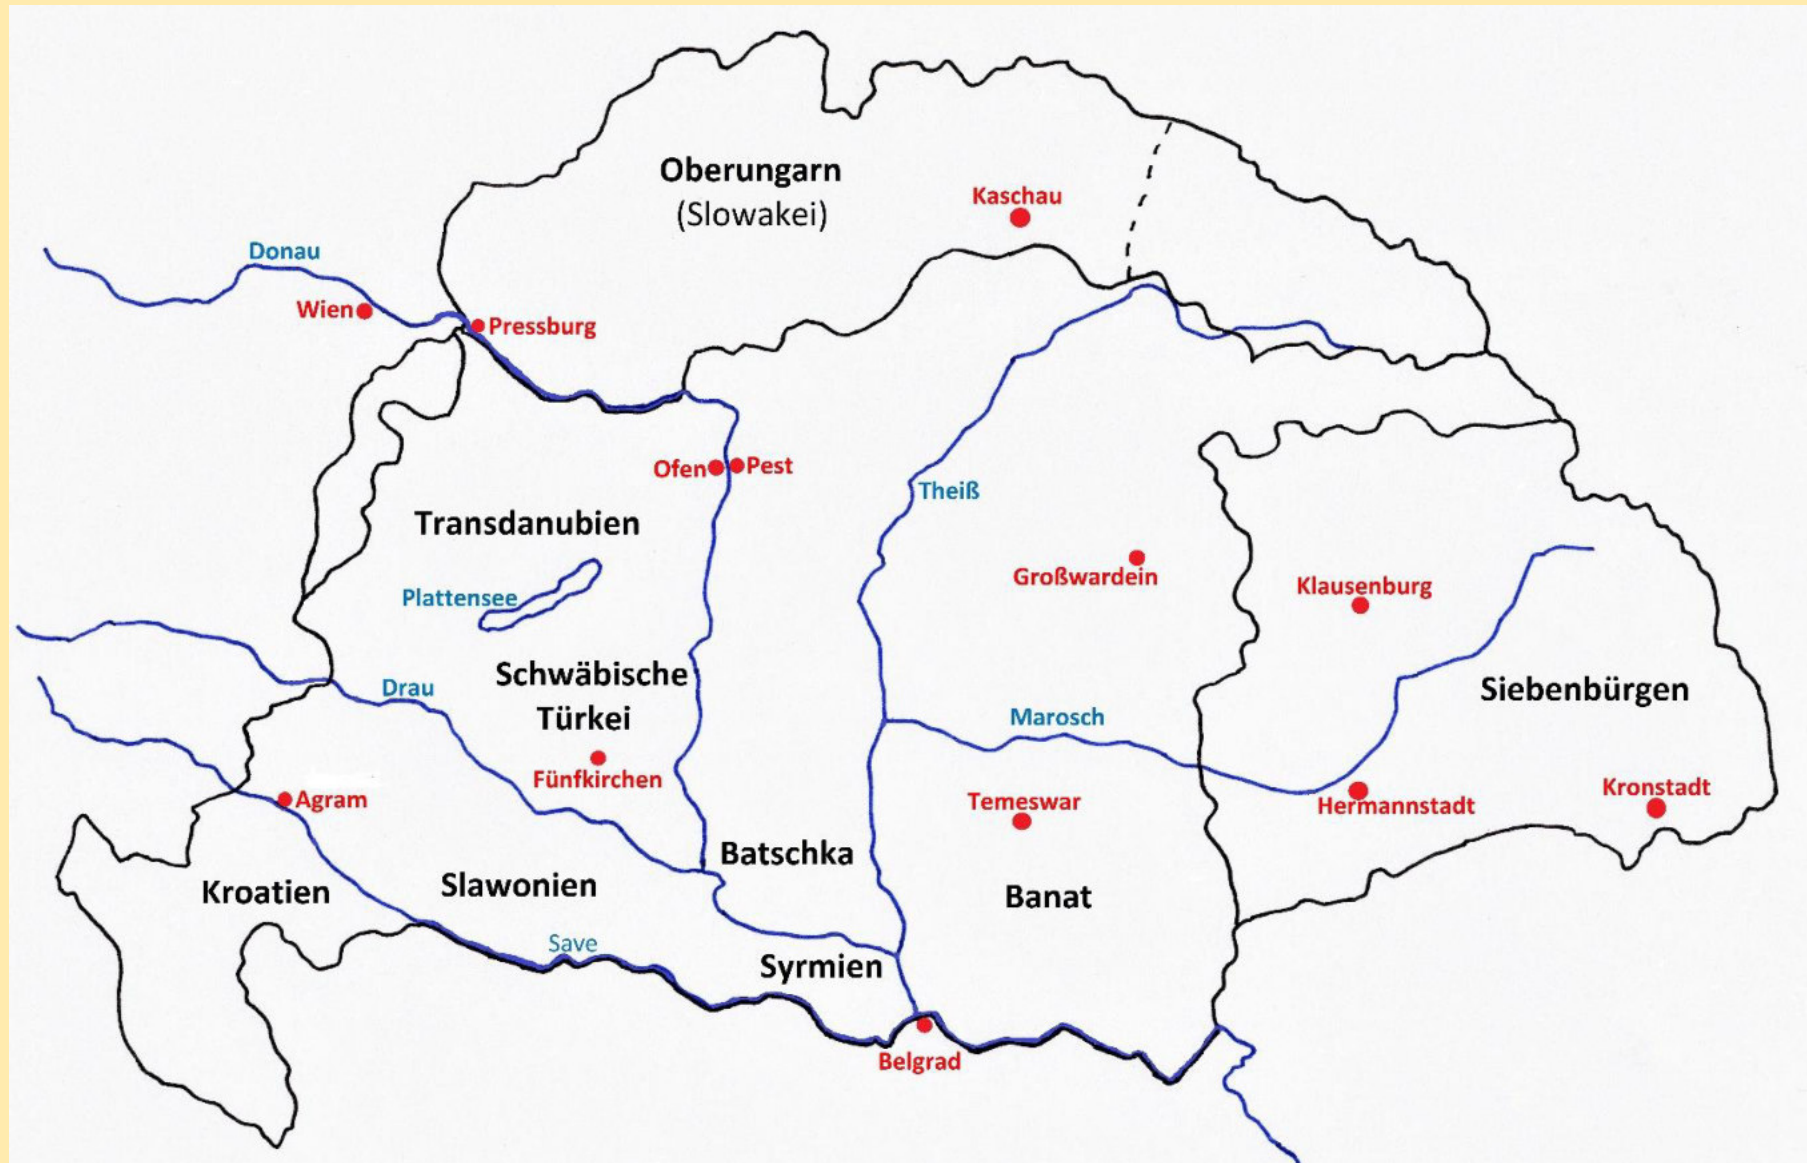 Oberungarn
(Slowakei)
Kaschau
Donau
Wien
Pressburg
Ofen
Pest
Theiß
Transdanubien
Plattensee
Großwardein
Klausenburg
Schwäbische
Türkei
Drau
Siebenbürgen
Marosch
Fünfkirchen
Agram
Temeswar
Hermannstadt
Kronstadt
Batschka
Kroatien
Slawonien
Banat
Save
Syrmien
Belgrad